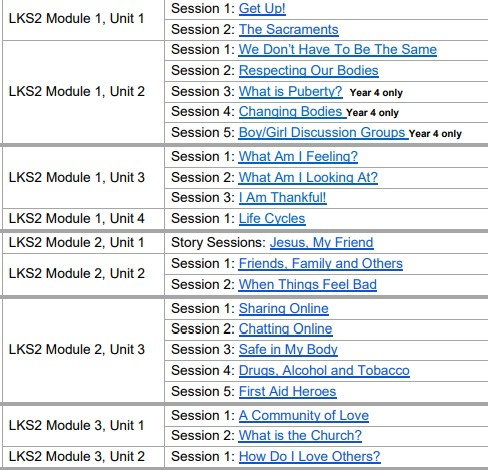 LKS2 Module 1, Unit 1
Session 1: Get Up!
Session 2: The Sacraments
LKS2 Module 1, Unit 2
Session 1: We Don't Have To Be The Same
Session 2: Respecting Our Bodies
Session 3: What is Puberty? Year 4 only
Session 4: Changing Bodies Year 4 only
Session 5: Boy/Girl Discussion Groups Year 4 only
LKS2 Module 1, Unit 3
Session 1: What Am I Feeling?
Session 2: What Am I Looking At?
Session 3: I Am Thankful!
LKS2 Module 1, Unit 4
Session 1: Life Cycles
LKS2 Module 2, Unit 1
Story Sessions: Jesus, My Friend
LKS2 Module 2, Unit 2
Session 1: Friends, Family and Others
Session 2: When Things Feel Bad
LKS2 Module 2, Unit 3
Session 1: Sharing Online
Session 2: Chatting Online
Session 3: Safe in My Body
Session 4: Drugs, Alcohol and Tobacco
Session 5: First Aid Heroes
LKS2 Module 3, Unit 1
Session 1: A Community of Love
Session 2: What is the Church?
LKS2 Module 3, Unit 2
Session 1: How Do I Love Others?